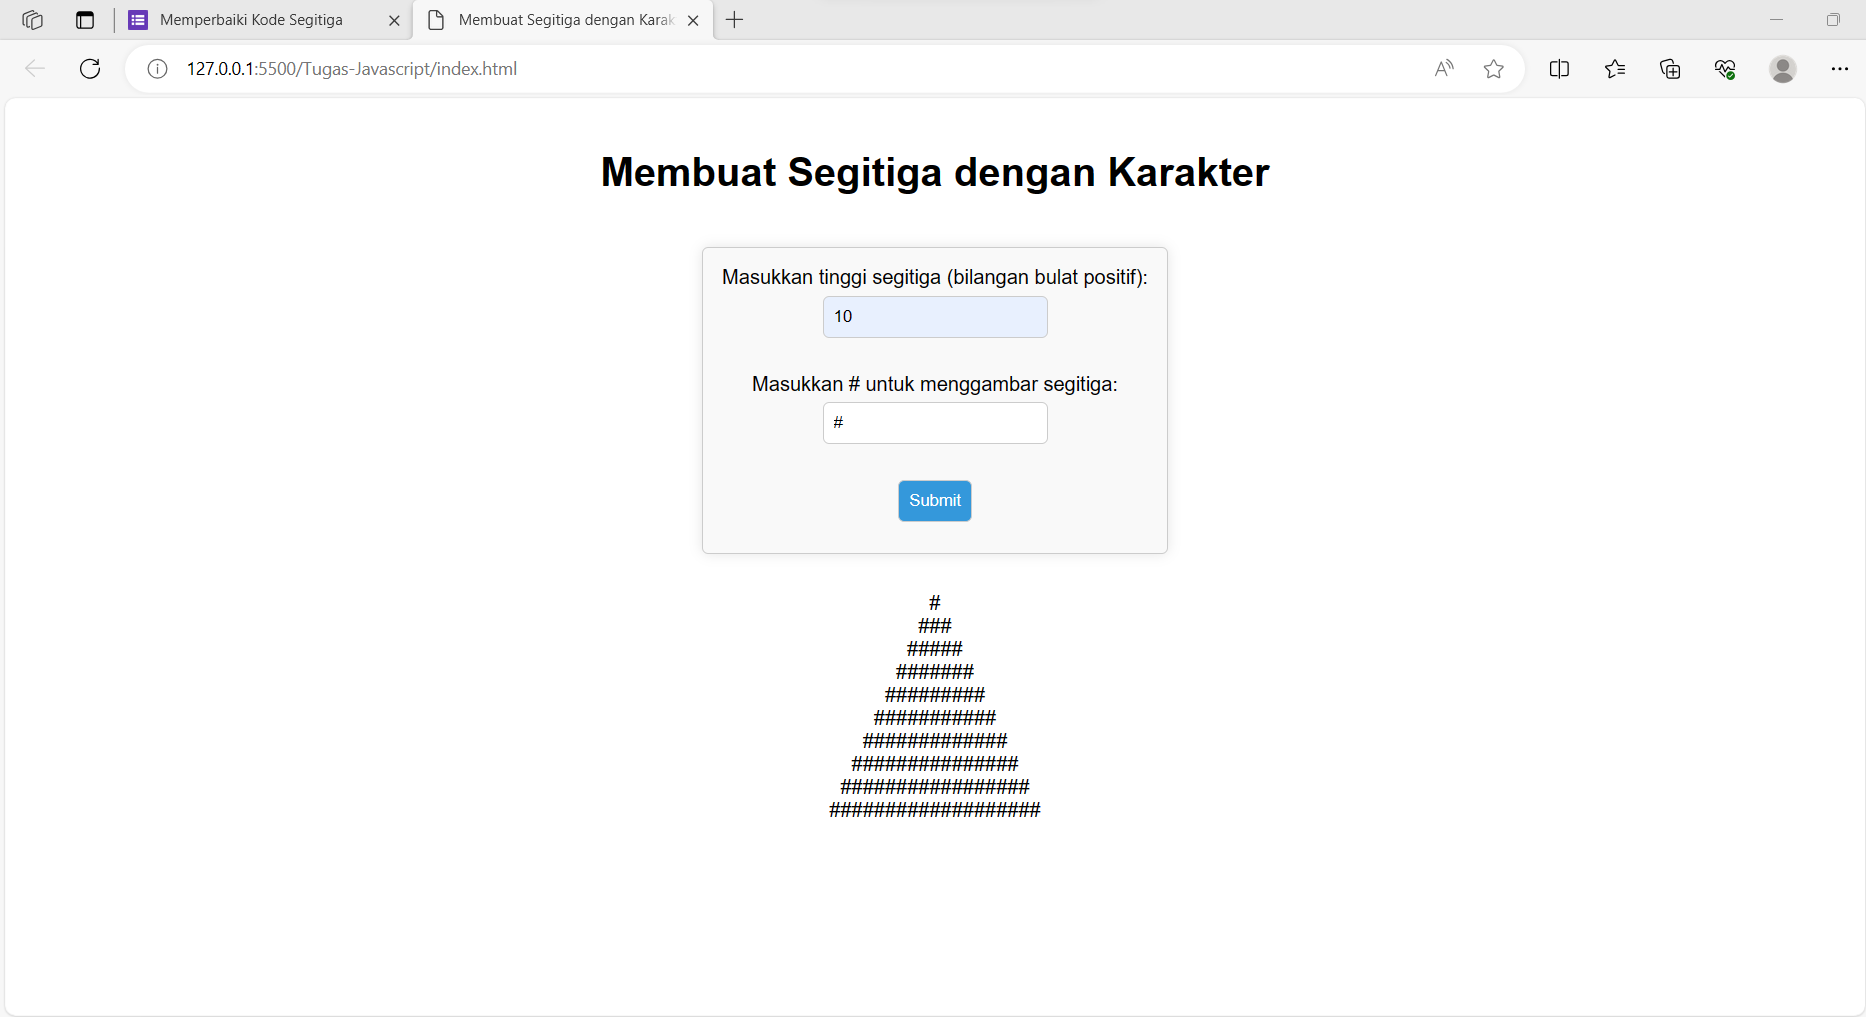 Memperbaiki Kode Segitiga
Membuat Segitiga dengan Karak
127.0.0.1:5500/Tugas-Javascript/index.html
Membuat Segitiga dengan Karakter
Masukkan tinggi segitiga (bilangan bulat positif):
10
Masukkan # untuk menggambar segitiga:
#
Submit
#
###
#####
#######
#########
###########
#############
###############
#################
###################